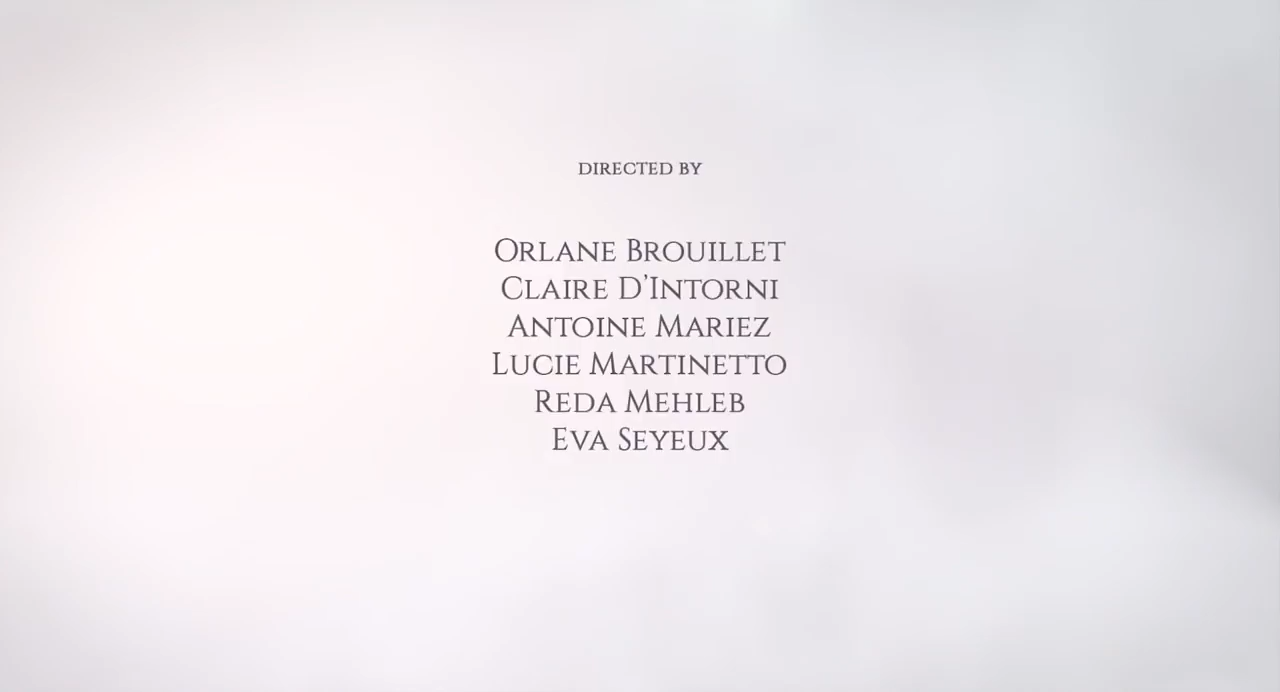 DIRECTED BY
ORLANE BROUILLET
CLAIRE D’INTORNI
ANTOINE MARIEZ
LUCIE MARTINETTO
REDA MEHLEB
EVA SEYEUX